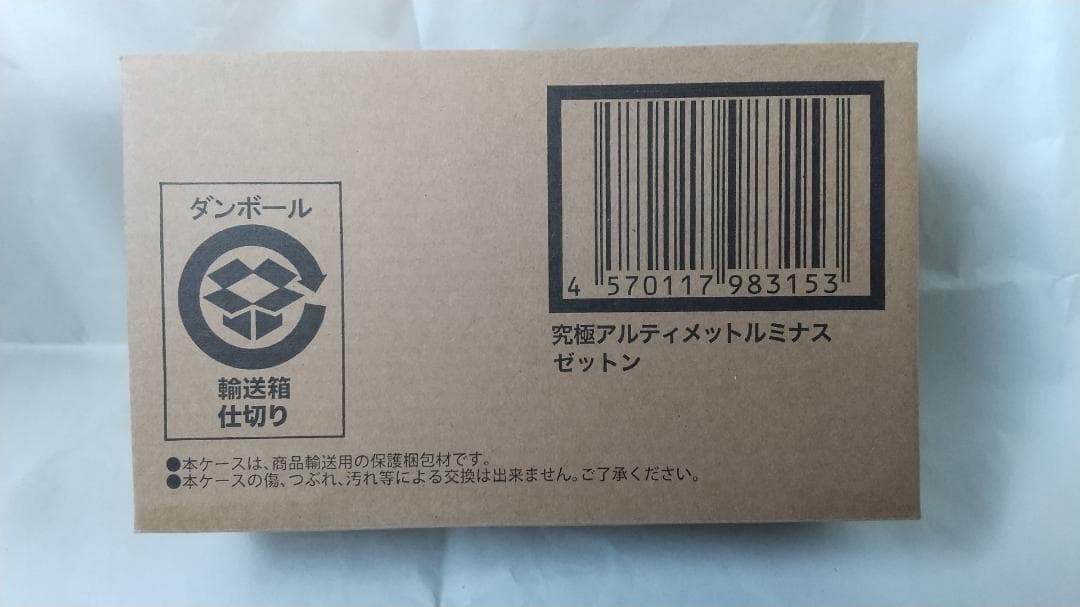 ダンボール
輸送箱
仕切り
4 570117 983153
究極アルティメットルミナス
ゼットン
●本ケースは、商品輸送用の保護梱包材です。
●本ケースの傷、つぶれ、汚れ等による交換は出来ません。ご了承ください。